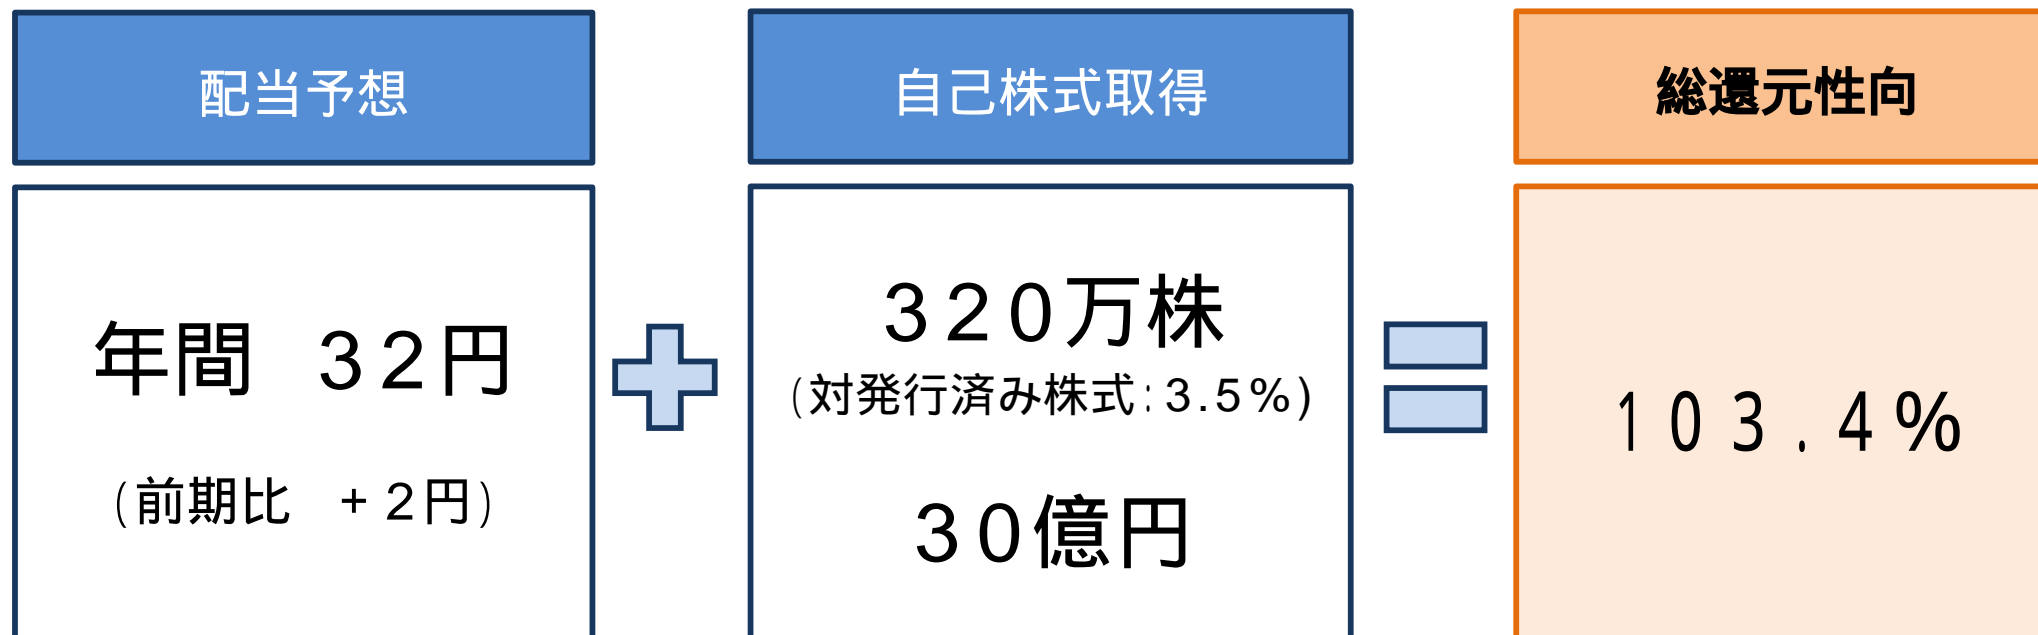 配当予想
年間　３２円
（前期比　＋２円）
自己株式取得
３２０万株
（対発行済み株式：３.５％）
３０億円
総還元性向
１０３．４％